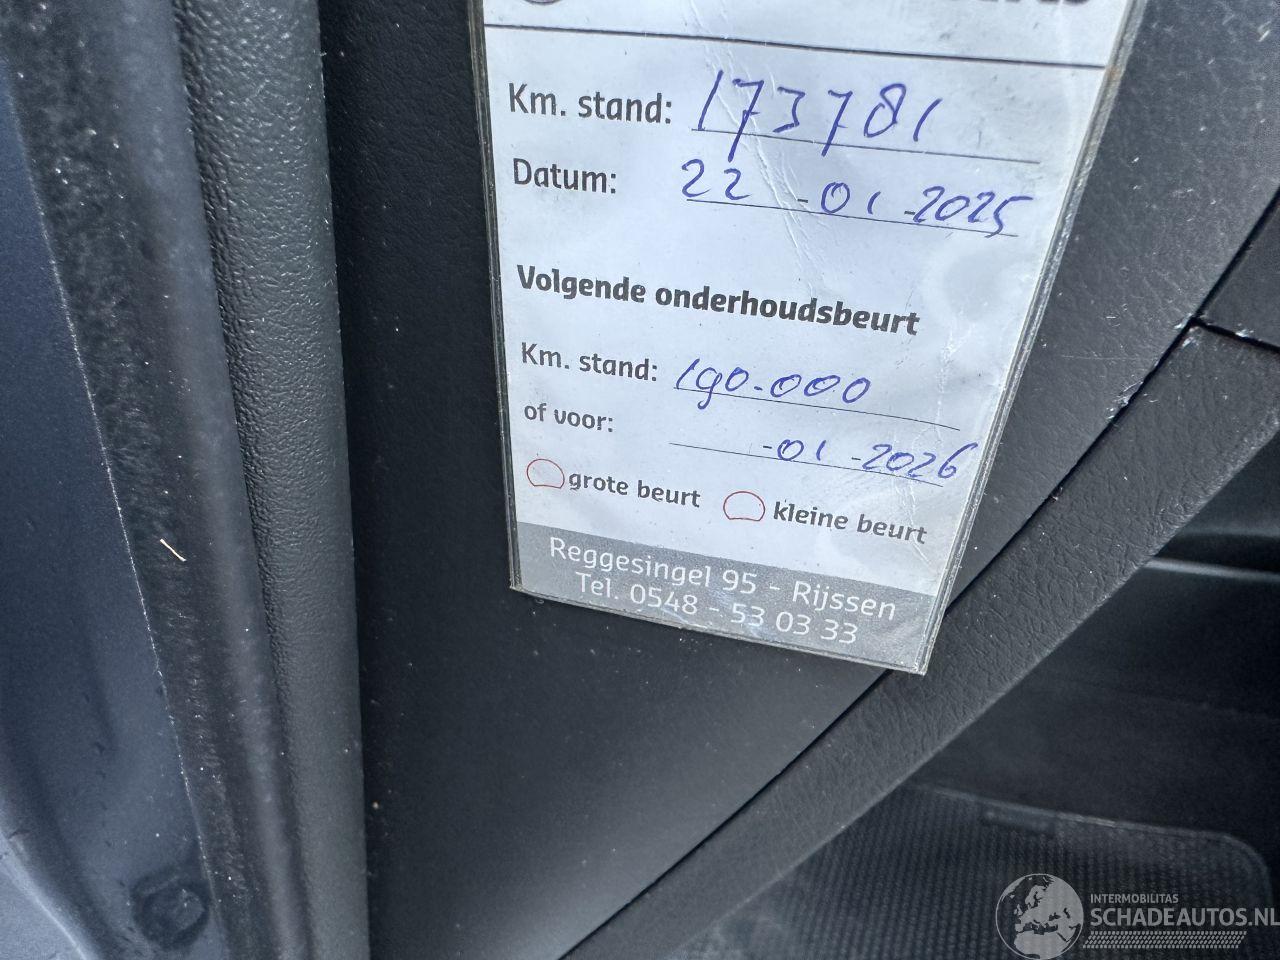 Km. stand: 173781
Datum: 22-01-2025
Volgende onderhoudsbeurt
Km. stand: 190.000
of voor: -01-2026
grote beurt kleine beurt
Reggesingel 95 - Rijssen
Tel. 0548 - 53 03 33
INTERMOBILITAS
SCHADEAUTOS.NL